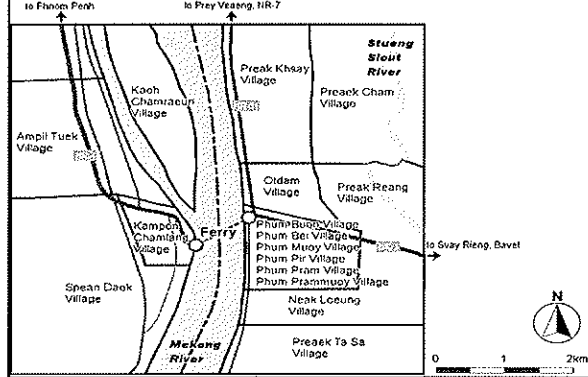 to Phnom Penh
to Prey Veaeng, NR-7
Stueng
Slout
River
Preak Khsay
Village
Kaoh
Chamraeun
Village
Preaek Cham
Village
Ampil Tuek
Village
Otdam
Village
Preak Reang
Village
Ferry
Kampong
Chamlang
Village
Phum Buon Village
Phum Bei Village
Phum Muoy Village
Phum Pir Village
Phum Pram Village
Phum Prammuoy Village
to Svay Rieng, Bavet
Spean Daek
Village
Neak Loeung
Village
Mekong
River
Preaek Ta Sa
Village
N
0 1 2km